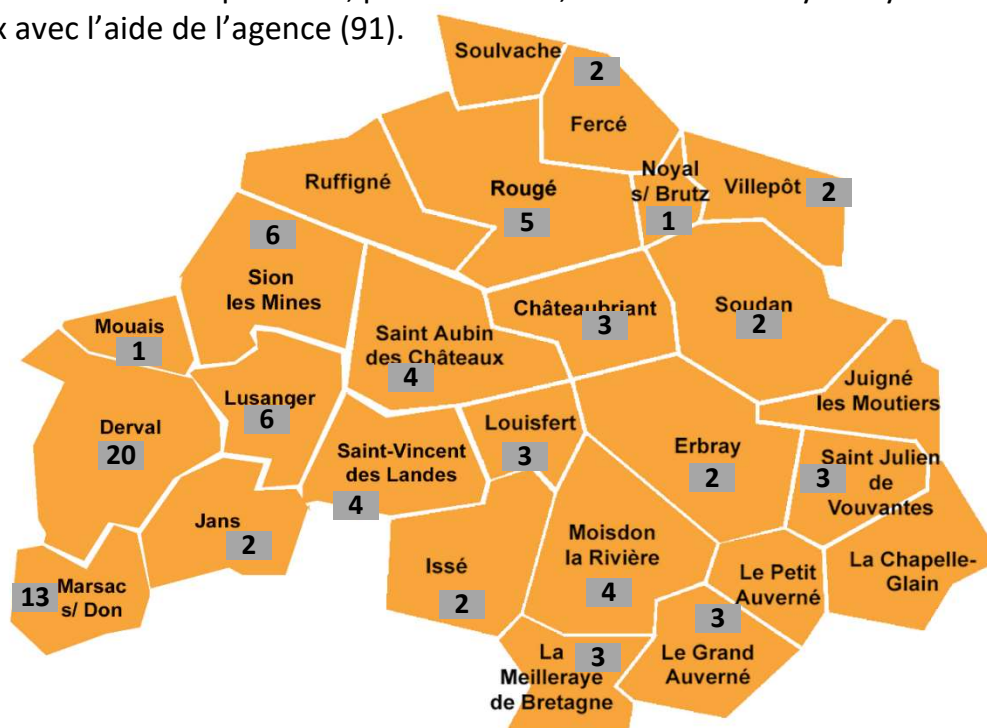 x avec l’aide de l’agence (91).
Soulvache
2
Fercé
Ruffigné
Rougé
5
Noyal
s/ Brutz
1
Villepôt
2
6
Sion
les Mines
Mouais
1
Châteaubriant
3
Soudan
2
Saint Aubin
des Châteaux
4
Juigné
les Moutiers
Lusanger
6
Derval
20
Louisfert
3
Saint-Vincent
des Landes
4
Erbray
2
Saint Julien
de
Vouvantes
3
Jans
2
Moisdon
la Rivière
4
Issé
2
La Chapelle-
Glain
Le Petit
Auverné
13
Marsac
s/ Don
3
Le Grand
Auverné
La
Meilleraye
de Bretagne
3